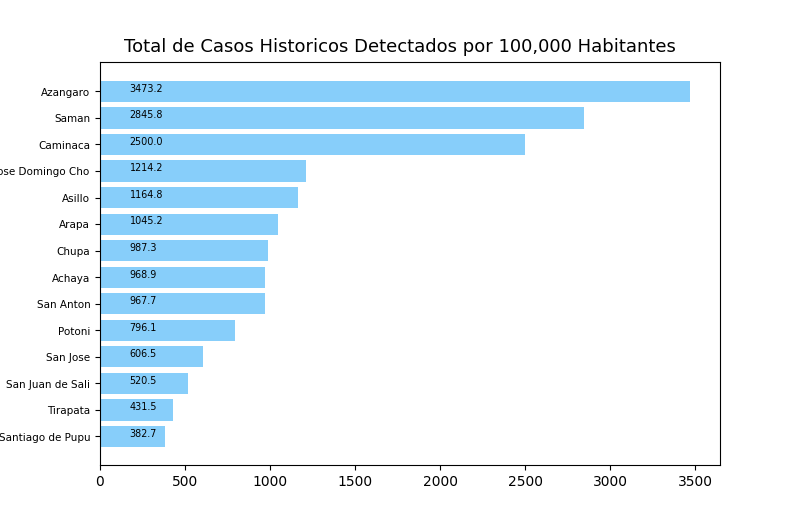 Total de Casos Historicos Detectados por 100,000 Habitantes
Azangaro 3473.2
Saman 2845.8
Caminaca 2500.0
ose Domingo Cho 1214.2
Asillo 1164.8
Arapa 1045.2
Chupa 987.3
Achaya 968.9
San Anton 967.7
Potoni 796.1
San Jose 606.5
San Juan de Sali 520.5
Tirapata 431.5
Santiago de Pupu 382.7
0 500 1000 1500 2000 2500 3000 3500